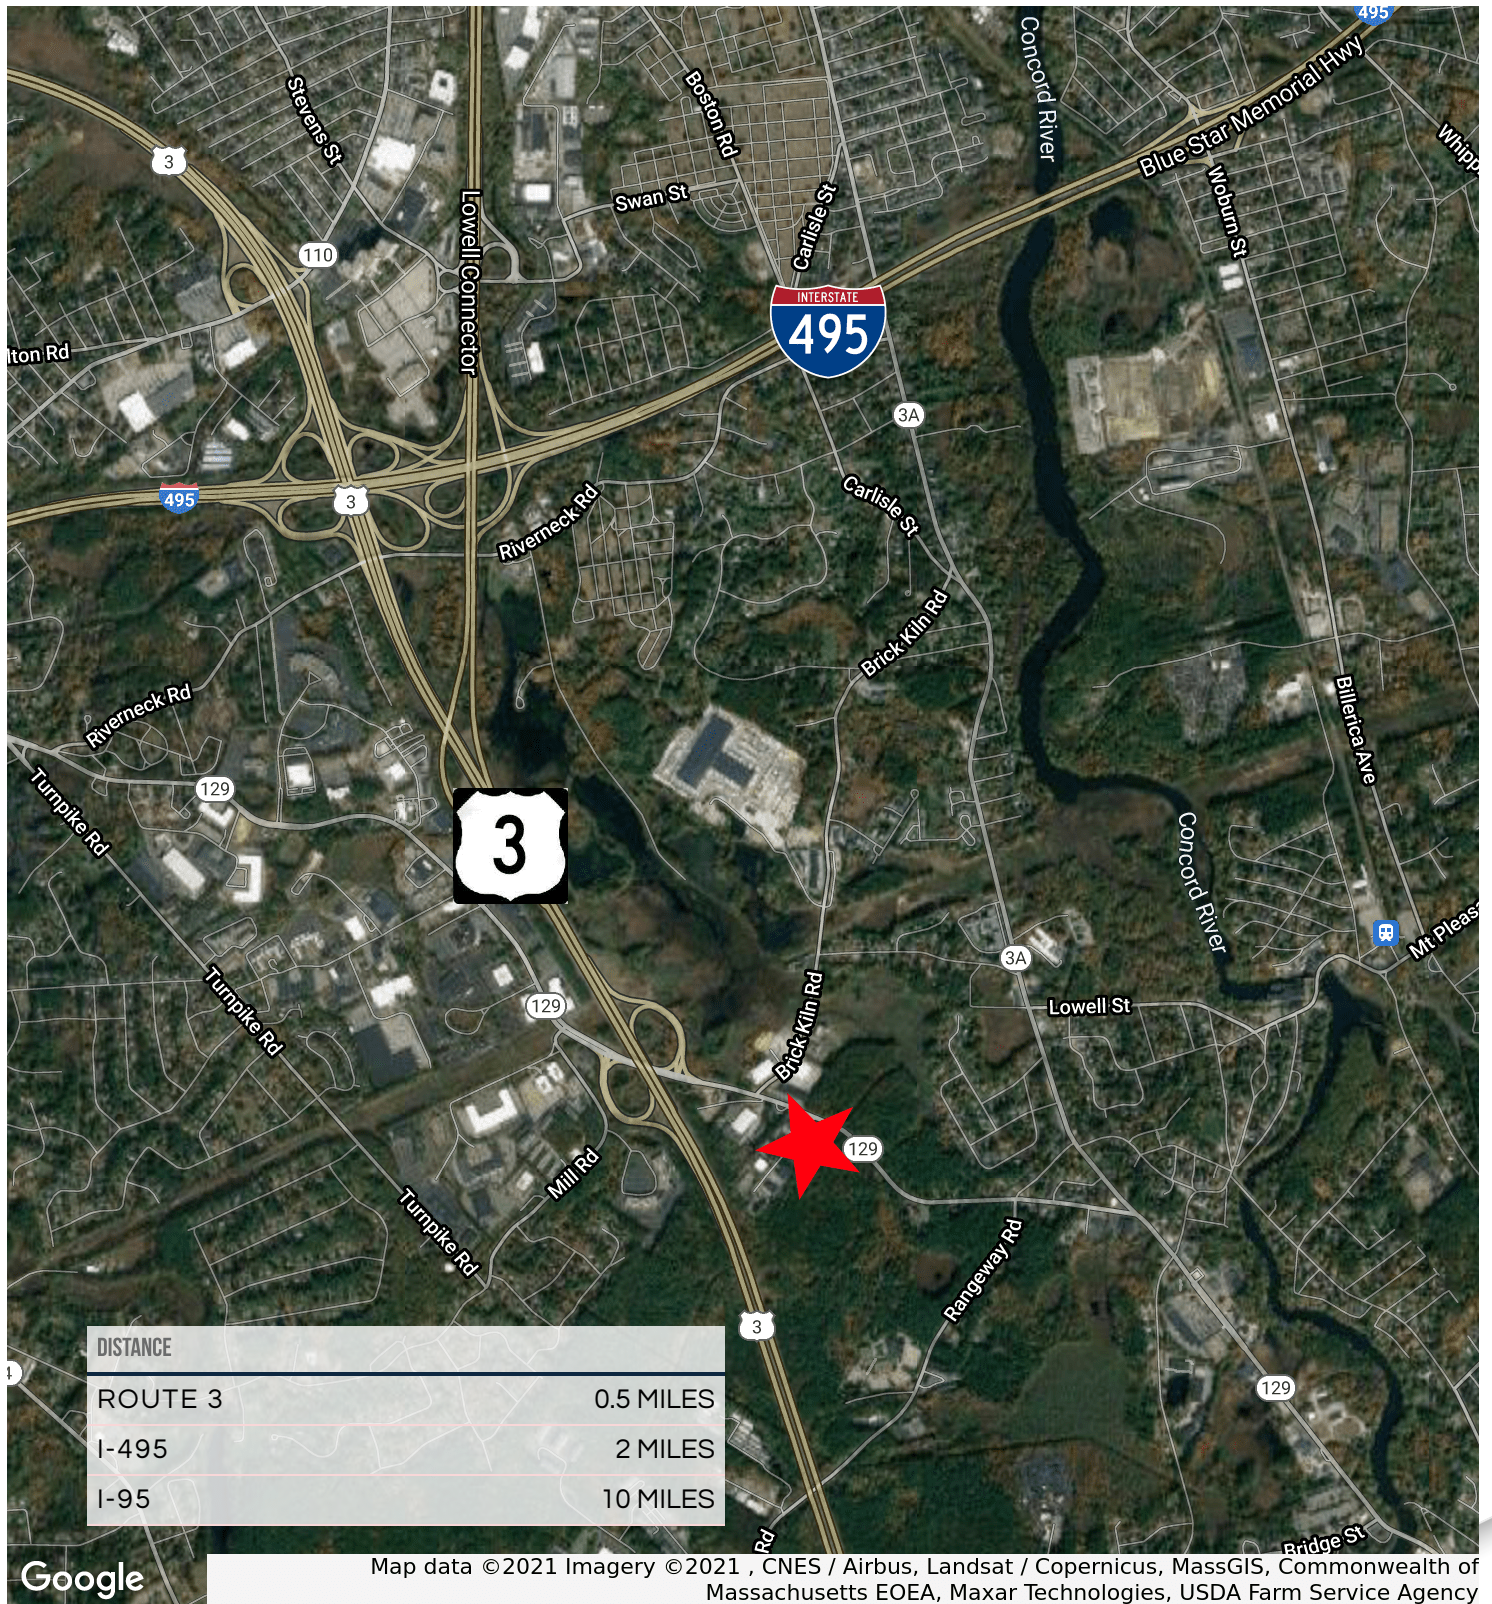 495
Concord River
Blue Star Memorial Hwy
Stevens St
Boston Rd
Whipp
3
Swan St
Carlisle St
Woburn St
Lowell Connector
110
INTERSTATE
495
lton Rd
3A
495
3
Carlisle St
Riverneck Rd
Brick Kiln Rd
Riverneck Rd
Billerica Ave
129
Turnpike Rd
3
Concord River
Mt Pleasa
3A
Turnpike Rd
129
Brick Kiln Rd
Lowell St
129
Mill Rd
Turnpike Rd
Rangeway Rd
3
DISTANCE
4
129
ROUTE 3 0.5 MILES
I-495 2 MILES
I-95 10 MILES
Rd
Bridge St
Google
Map data ©2021 Imagery ©2021 , CNES / Airbus, Landsat / Copernicus, MassGIS, Commonwealth of
Massachusetts EOEA, Maxar Technologies, USDA Farm Service Agency